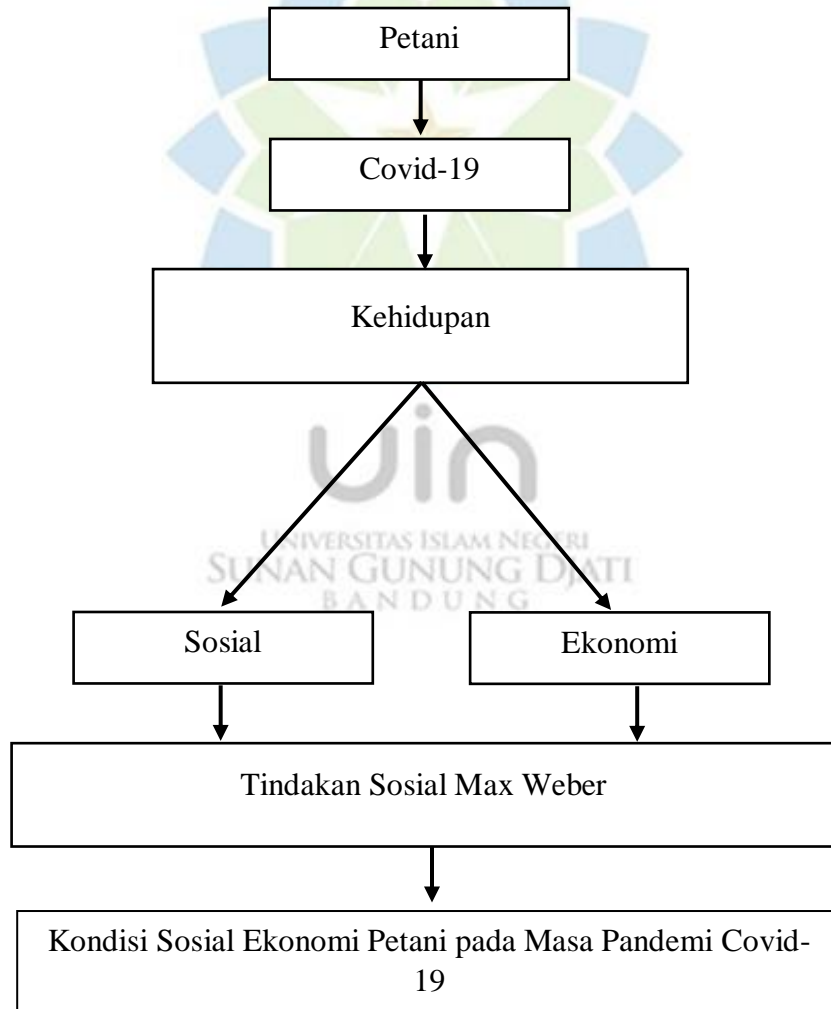 Petani
Covid-19
Kehidupan
uin
UNIVERSITAS ISLAM NEGERI
SUNAN GUNUNG DJATI
BANDUNG
Sosial
Ekonomi
Tindakan Sosial Max Weber
Kondisi Sosial Ekonomi Petani pada Masa Pandemi Covid-
19